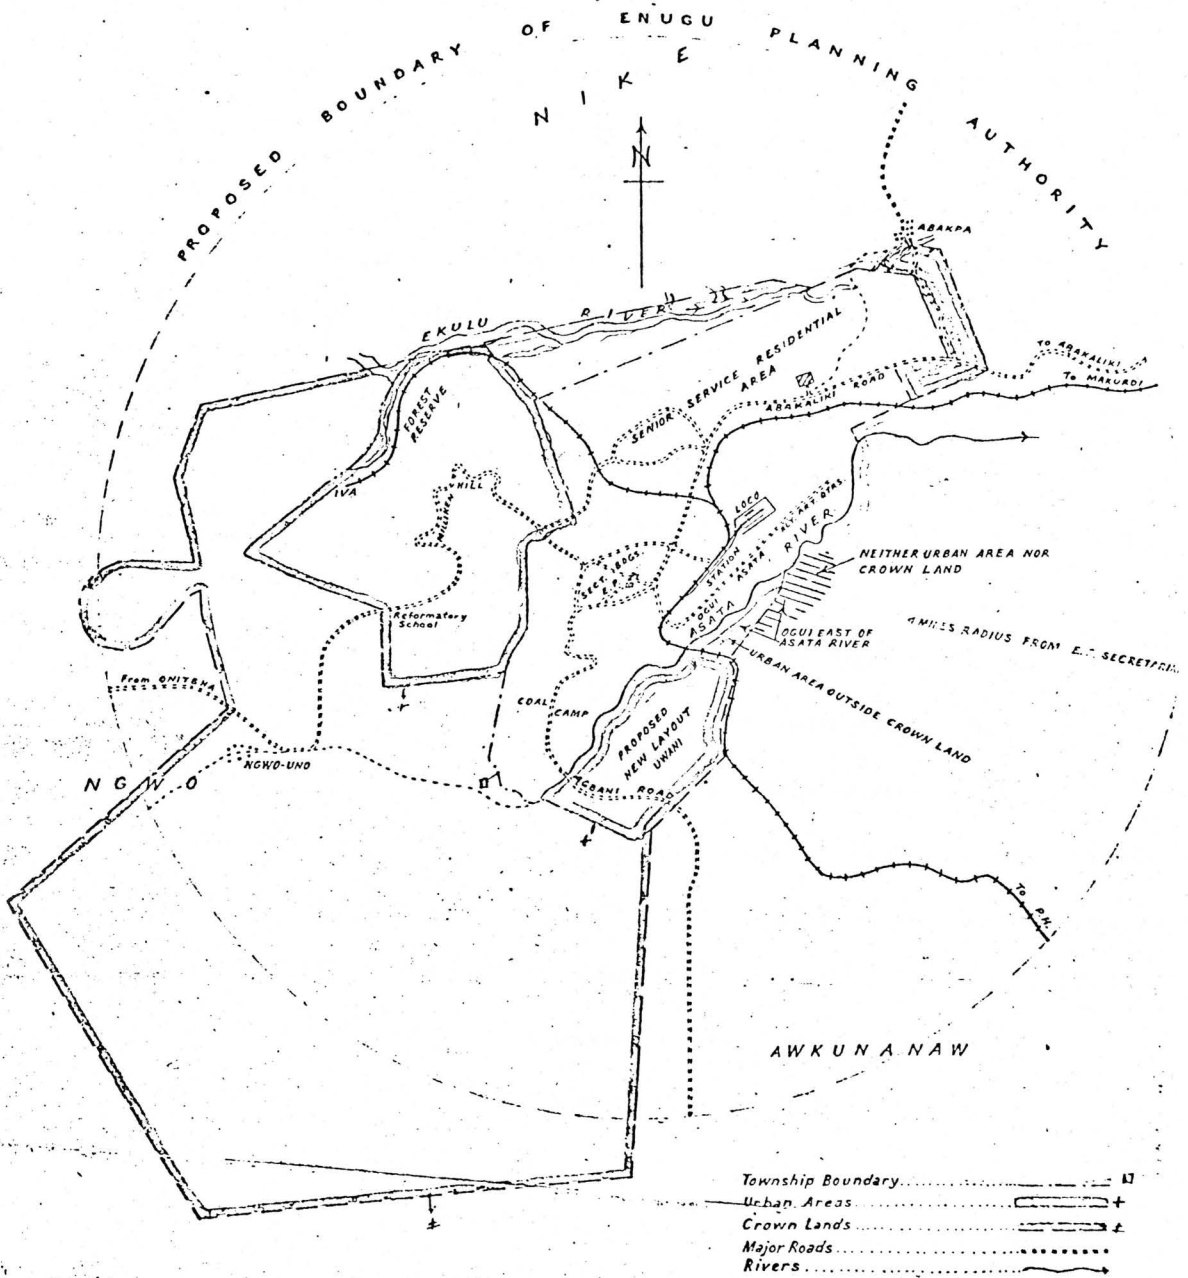 PROPOSED BOUNDARY OF ENUGU PLANNING AUTHORITY
NIKE
N
ABAKPA
EKULU RIVER
TO ABAKALIKI
To MAKURDI
SENIOR SERVICE RESIDENTIAL
AREA
ABAKALIKI ROAD
FOREST
RESERVE
IVA
MILLIKEN HILL
LOCO
STATION
OGUI ASATA
ASATA RIVER
NEITHER URBAN AREA NOR
CROWN LAND
SECT. BDGS.
E.P.
Reformatory
School
OGUI EAST OF
ASATA RIVER
4 MILES RADIUS FROM E.P. SECRETARIAT
URBAN AREA OUTSIDE CROWN LAND
From ONITSHA
COAL CAMP
PROPOSED
NEW LAYOUT
UWANI
NGWO-UNO
NGWO
AGBANI ROAD
To P.H.
AWKUNANAW
Township Boundary
Urban Areas
Crown Lands
Major Roads
Rivers